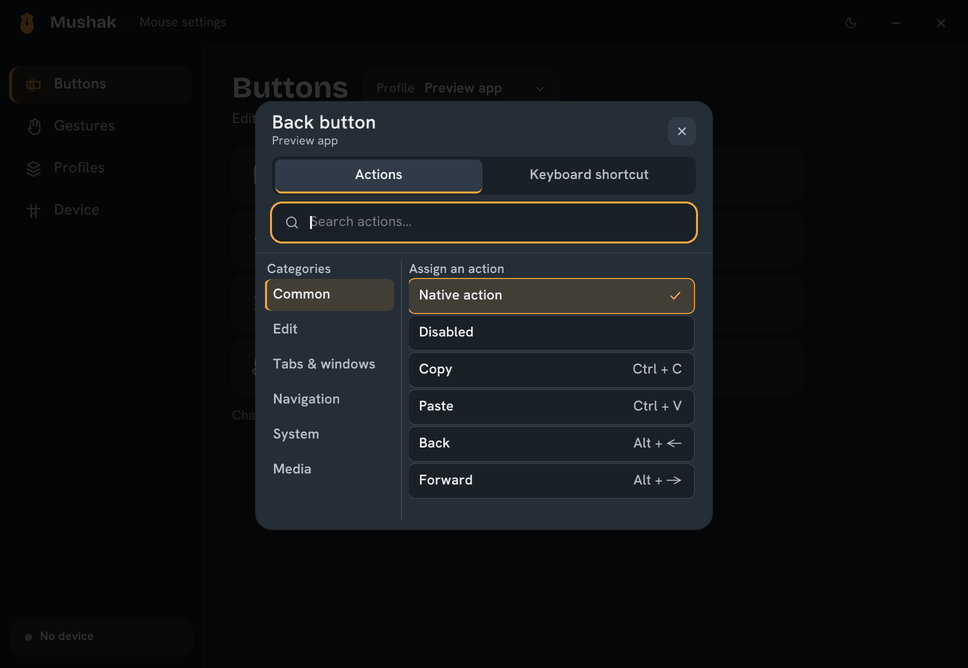 Mushak
Mouse settings
Buttons
Gestures
Profiles
Device
No device
Buttons
Profile Preview app
Edi
Cha
Back button
Preview app
Actions
Keyboard shortcut
Search actions...
Categories
Common
Edit
Tabs & windows
Navigation
System
Media
Assign an action
Native action
Disabled
Copy Ctrl + C
Paste Ctrl + V
Back Alt + ←
Forward Alt + →